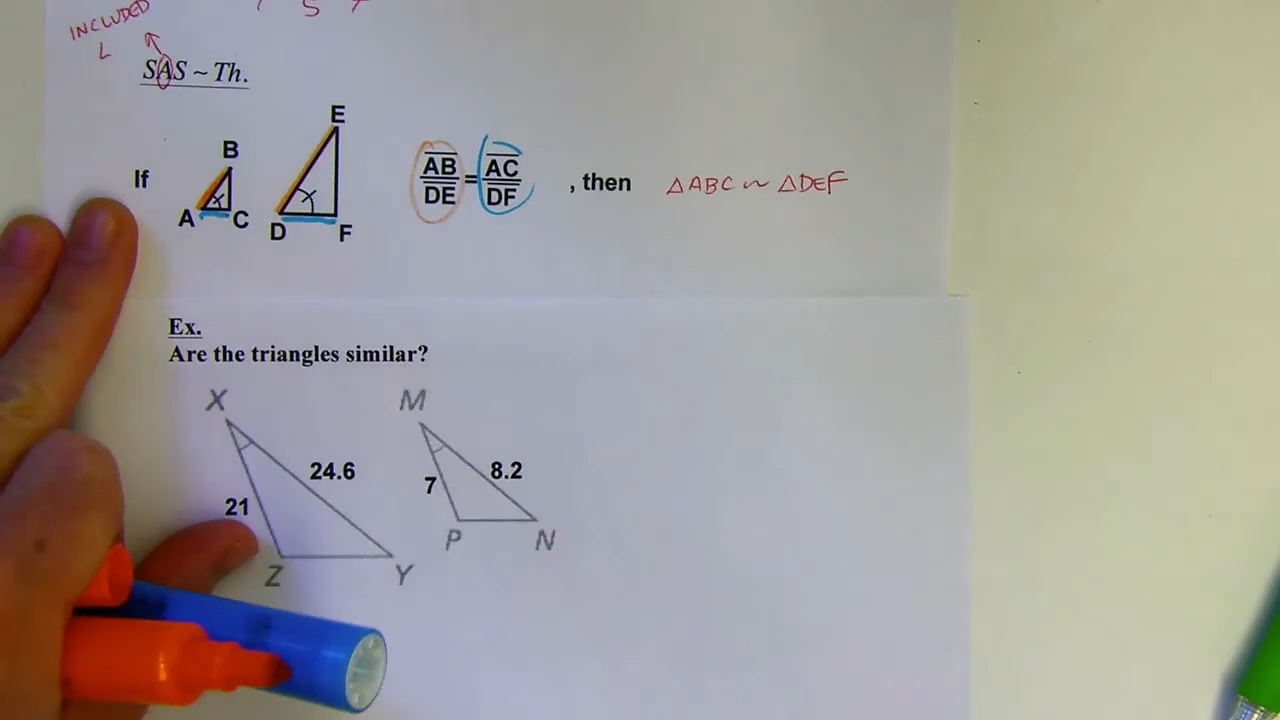 INCLUDED
∠
SAS ~ Th.
E
B
If
AB/DE = AC/DF
, then
△ABC ~ △DEF
A
C
D
F
Ex.
Are the triangles similar?
X
M
24.6
8.2
7
21
P
N
Z
Y